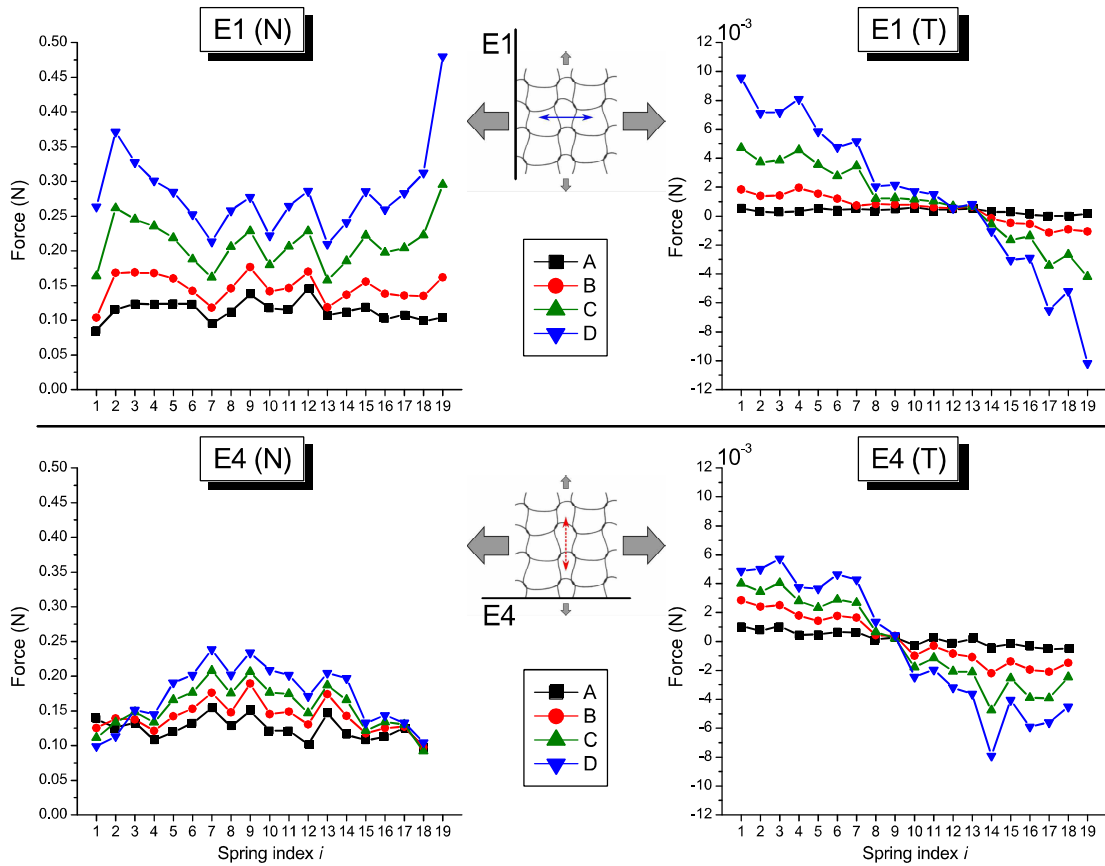 E1 (N)
E1 (T)
E1
10⁻³
0.50
0.45
0.40
0.35
0.30
0.25
0.20
0.15
0.10
0.05
0.00
Force (N)
1 2 3 4 5 6 7 8 9 10 11 12 13 14 15 16 17 18 19
A
B
C
D
12
10
8
6
4
2
0
-2
-4
-6
-8
-10
-12
Force (N)
1 2 3 4 5 6 7 8 9 10 11 12 13 14 15 16 17 18 19
E4 (N)
E4 (T)
10⁻³
0.50
0.45
0.40
0.35
0.30
0.25
0.20
0.15
0.10
0.05
0.00
Force (N)
1 2 3 4 5 6 7 8 9 10 11 12 13 14 15 16 17 18 19
Spring index i
E4
A
B
C
D
12
10
8
6
4
2
0
-2
-4
-6
-8
-10
-12
Force (N)
1 2 3 4 5 6 7 8 9 10 11 12 13 14 15 16 17 18 19
Spring index i